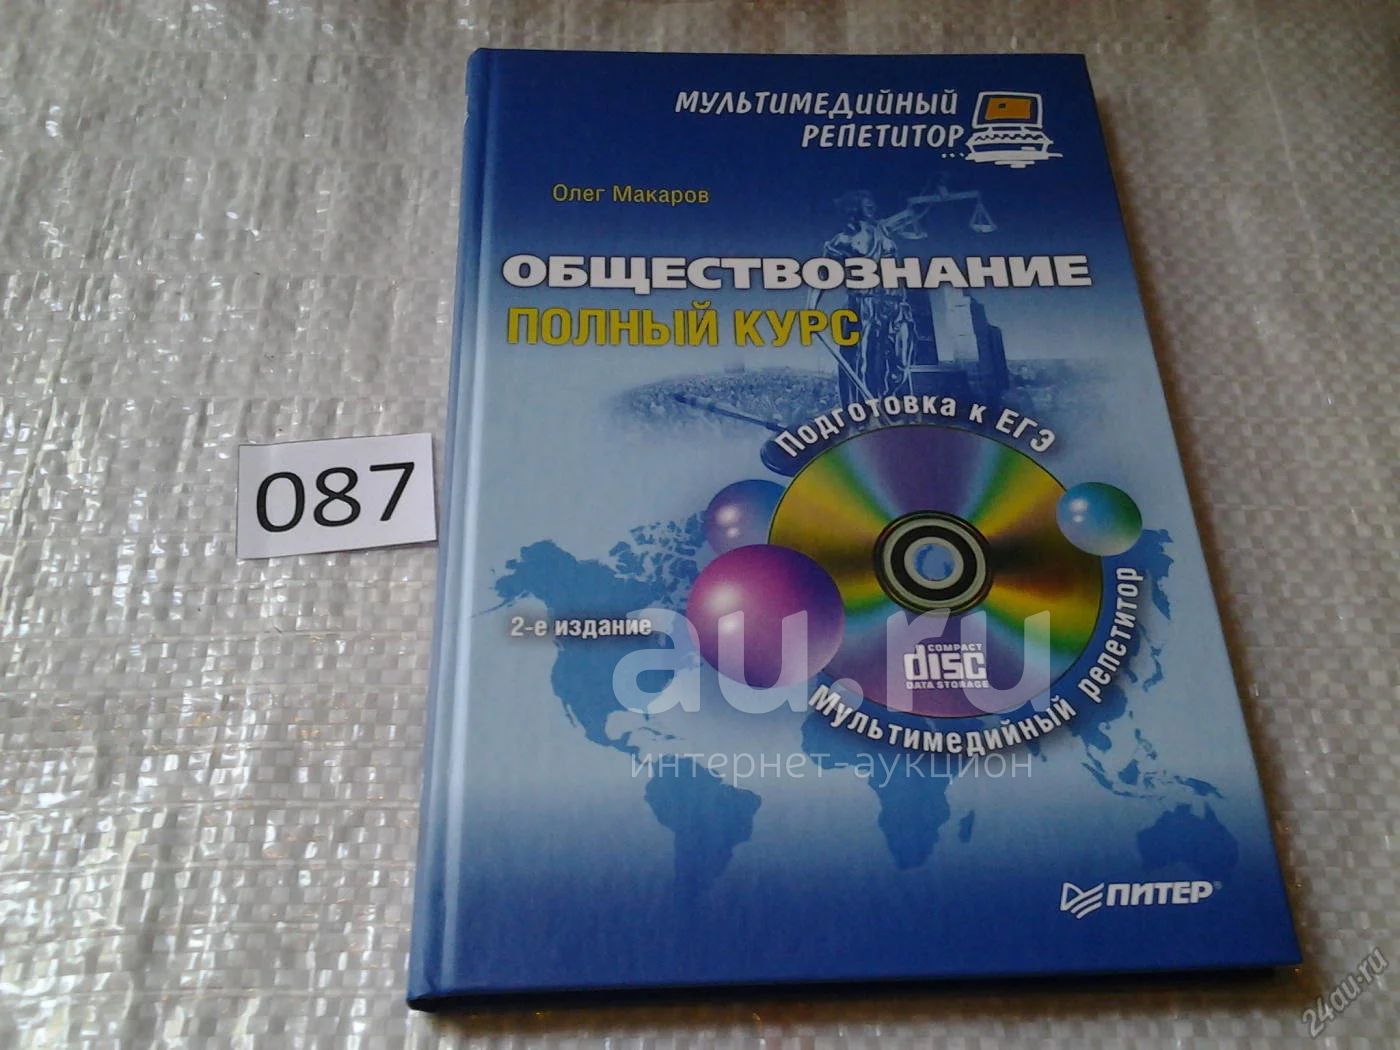 МУЛЬТИМЕДИЙНЫЙ
РЕПЕТИТОР
Олег Макаров
ОБЩЕСТВОЗНАНИЕ
ПОЛНЫЙ КУРС
Подготовка к ЕГЭ
087
2-е издание
au.ru
COMPACT
disc
DATA STORAGE
Мультимедийный репетитор
интернет-аукцион
ПИТЕР®
24au.ru